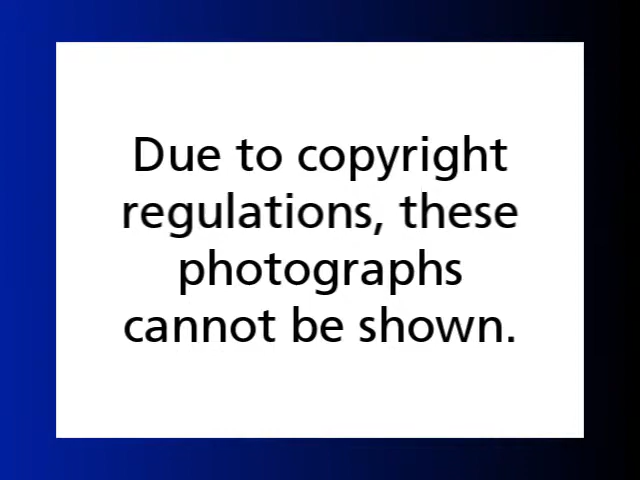 Due to copyright
regulations, these
photographs
cannot be shown.